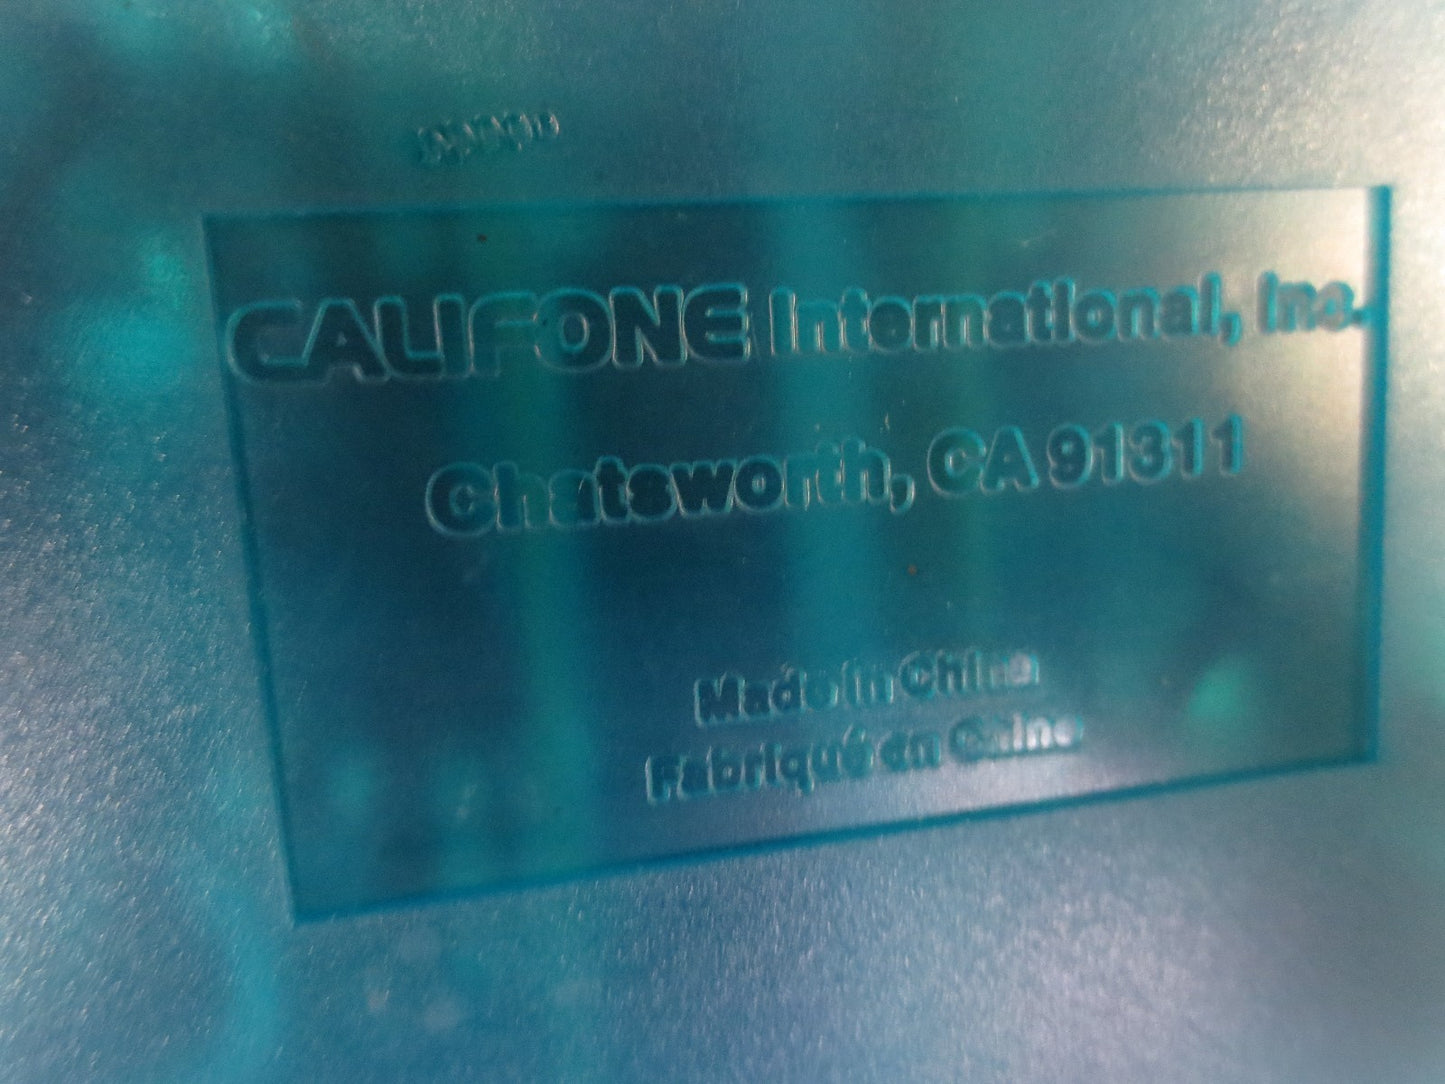 CALIFONE International, Inc.
Chatsworth, CA 91311
Made in China
Fabriqué en Chine